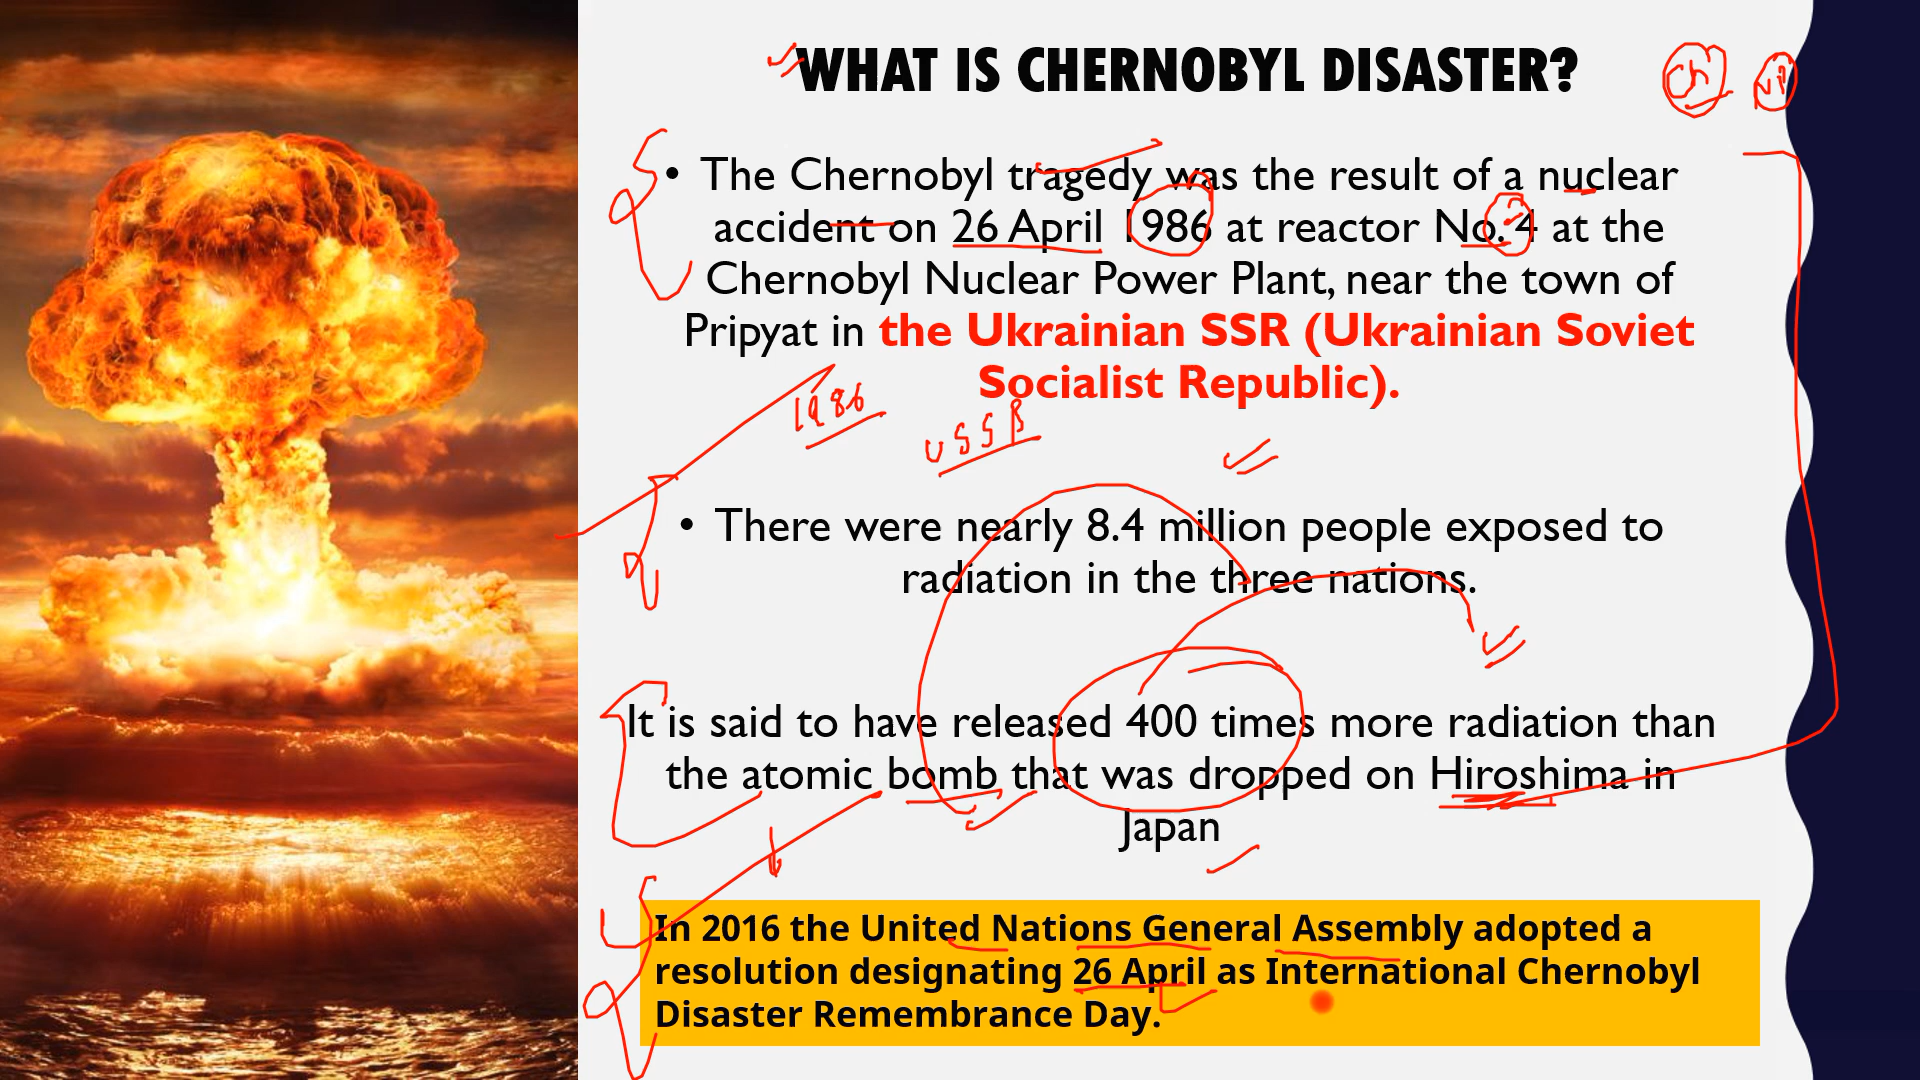 WHAT IS CHERNOBYL DISASTER?
• The Chernobyl tragedy was the result of a nuclear
accident on 26 April 1986 at reactor No. 4 at the
Chernobyl Nuclear Power Plant, near the town of
Pripyat in the Ukrainian SSR (Ukrainian Soviet
Socialist Republic).
1986
USSR
• There were nearly 8.4 million people exposed to
radiation in the three nations.
It is said to have released 400 times more radiation than
the atomic bomb that was dropped on Hiroshima in
Japan
In 2016 the United Nations General Assembly adopted a
resolution designating 26 April as International Chernobyl
Disaster Remembrance Day.